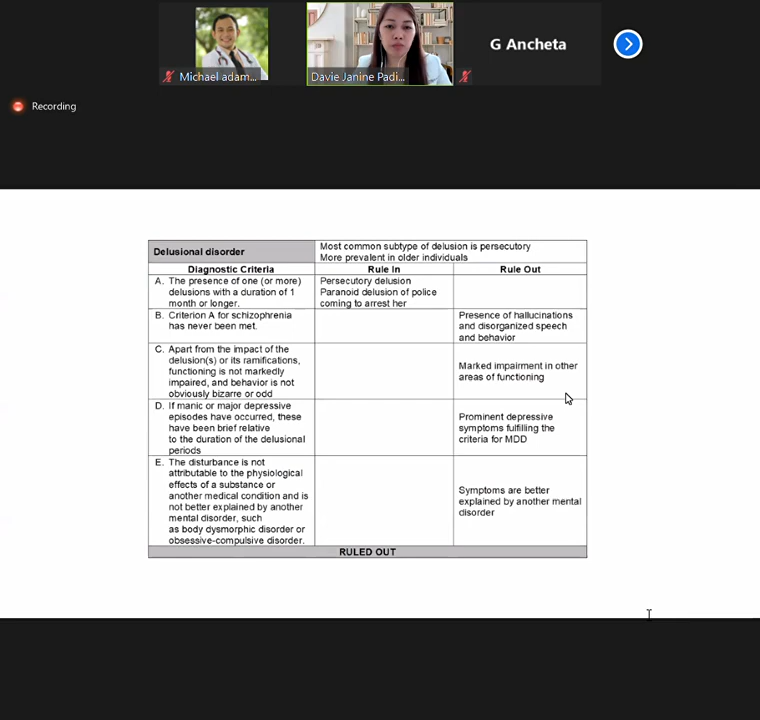 Michael adam...
Davie Janine Padi...
G Ancheta
Recording
Delusional disorder
Most common subtype of delusion is persecutory
More prevalent in older individuals
Diagnostic Criteria
Rule In
Rule Out
A. The presence of one (or more)
delusions with a duration of 1
month or longer.
Persecutory delusion
Paranoid delusion of police
coming to arrest her
B. Criterion A for schizophrenia
has never been met.
Presence of hallucinations
and disorganized speech
and behavior
C. Apart from the impact of the
delusion(s) or its ramifications,
functioning is not markedly
impaired, and behavior is not
obviously bizarre or odd
Marked impairment in other
areas of functioning
D. If manic or major depressive
episodes have occurred, these
have been brief relative
to the duration of the delusional
periods
Prominent depressive
symptoms fulfilling the
criteria for MDD
E. The disturbance is not
attributable to the physiological
effects of a substance or
another medical condition and is
not better explained by another
mental disorder, such
as body dysmorphic disorder or
obsessive-compulsive disorder.
Symptoms are better
explained by another mental
disorder
RULED OUT